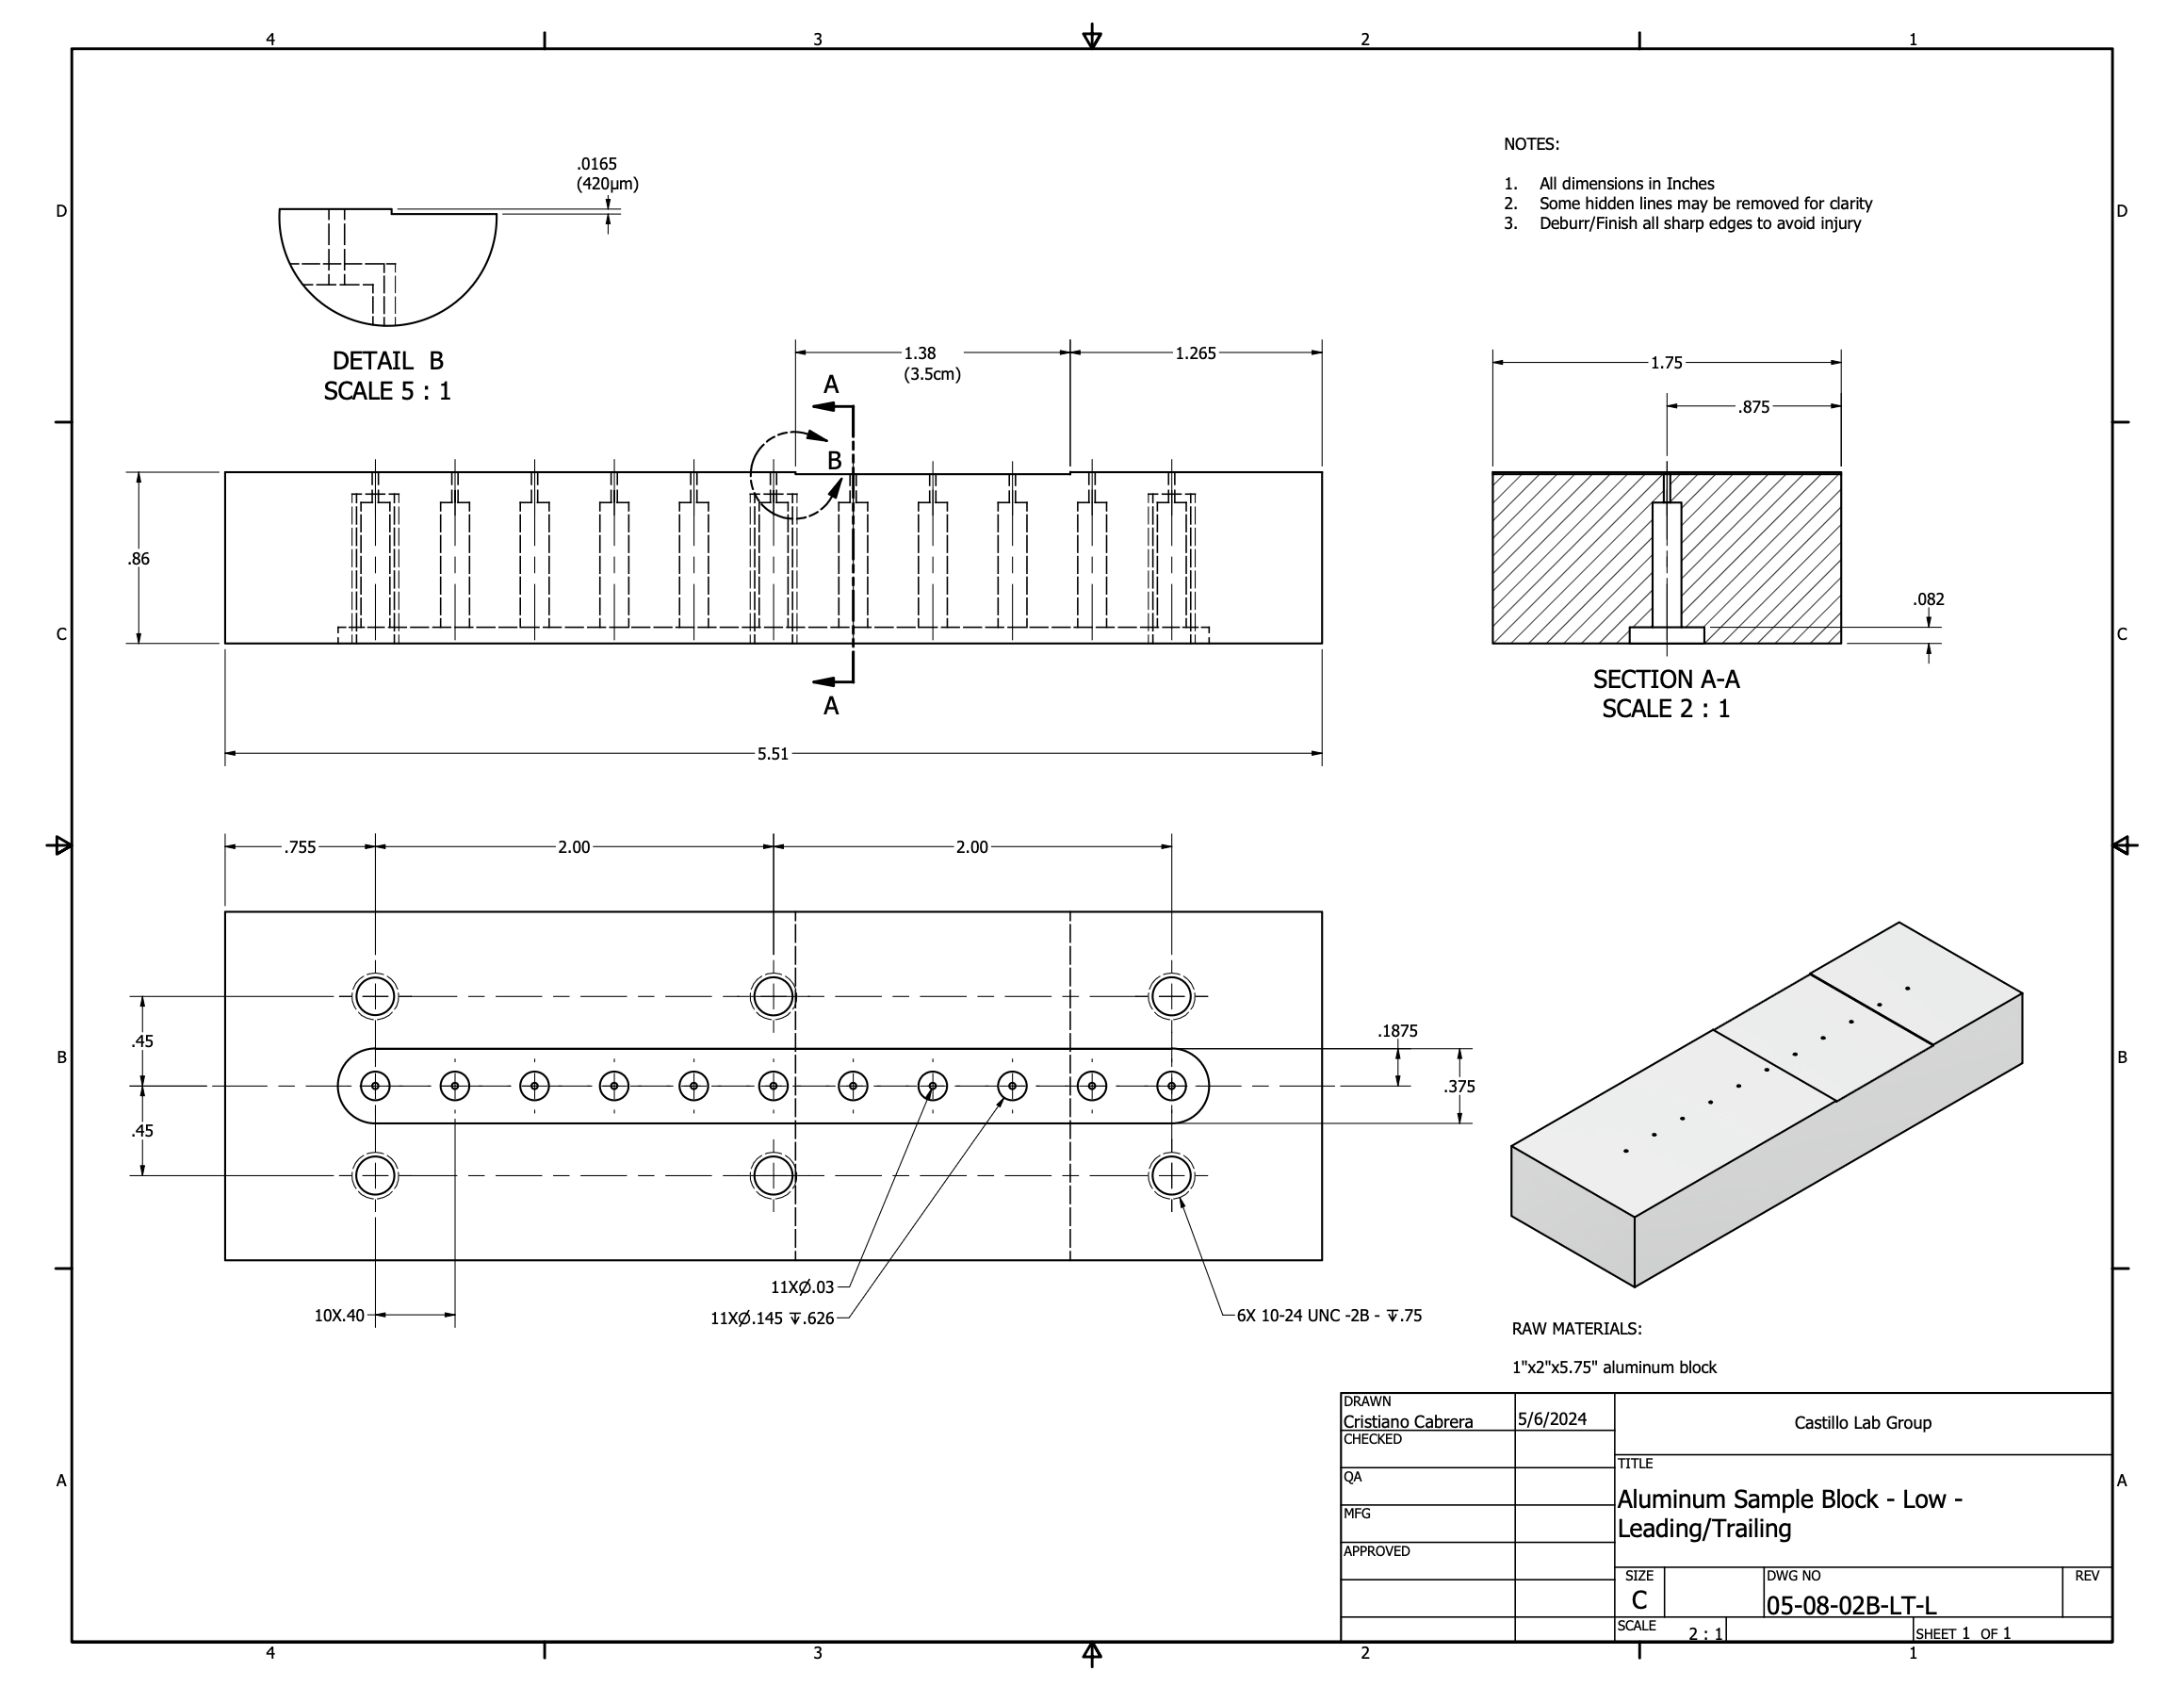 4 3 2 1
.0165
(420µm)
NOTES:
1. All dimensions in Inches
2. Some hidden lines may be removed for clarity
3. Deburr/Finish all sharp edges to avoid injury
D D
DETAIL B
SCALE 5 : 1
1.38
(3.5cm)
1.265
1.75
.875
A
B
.86
.082
C C
A
SECTION A-A
SCALE 2 : 1
5.51
.755 2.00 2.00
.45
.1875
B B
.375
.45
11XØ.03
10X.40
11XØ.145 ↧.626
6X 10-24 UNC -2B - ↧.75
RAW MATERIALS:
1"x2"x5.75" aluminum block
DRAWN
Cristiano Cabrera
5/6/2024
Castillo Lab Group
CHECKED
TITLE
QA
Aluminum Sample Block - Low -
Leading/Trailing
MFG
APPROVED
A A
SIZE
C
DWG NO
05-08-02B-LT-L
REV
SCALE
2 : 1
SHEET 1 OF 1
4 3 2 1